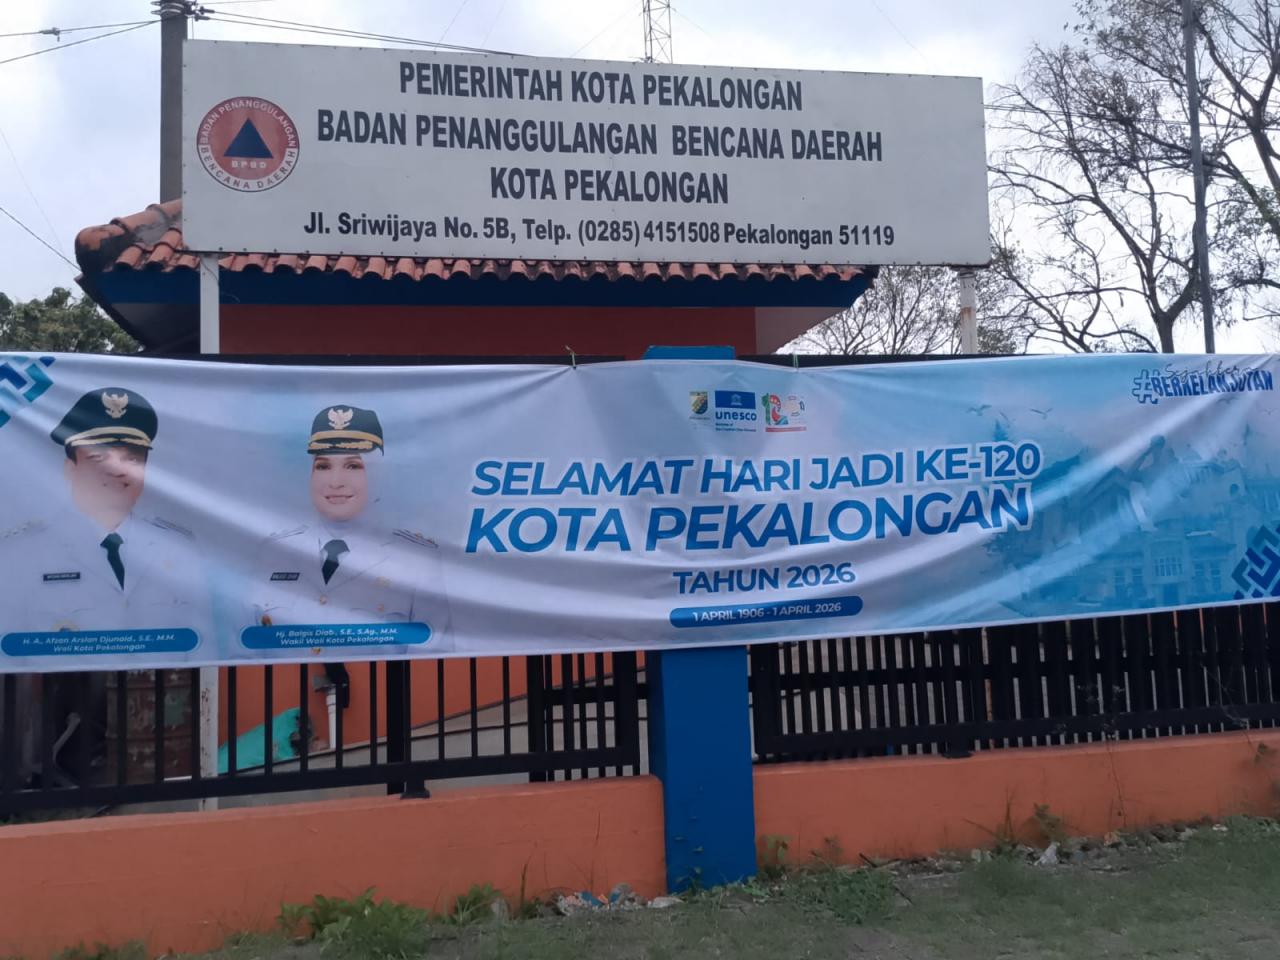 PEMERINTAH KOTA PEKALONGAN
BADAN PENANGGULANGAN BENCANA DAERAH
KOTA PEKALONGAN
Jl. Sriwijaya No. 5B, Telp. (0285) 4151508 Pekalongan 51119
BADAN PENANGGULANGAN
BPBD
BENCANA DAERAH
Sejahtera
#BERKELANJUTAN
unesco
SELAMAT HARI JADI KE-120
KOTA PEKALONGAN
TAHUN 2026
1 APRIL 1906 - 1 APRIL 2026
H. A., Afzan Arslan Djunaid., S.E., M.M.
Wali Kota Pekalongan
Hj. Balgis Diab., S.E., S.Ag., M.M.
Wakil Wali Kota Pekalongan